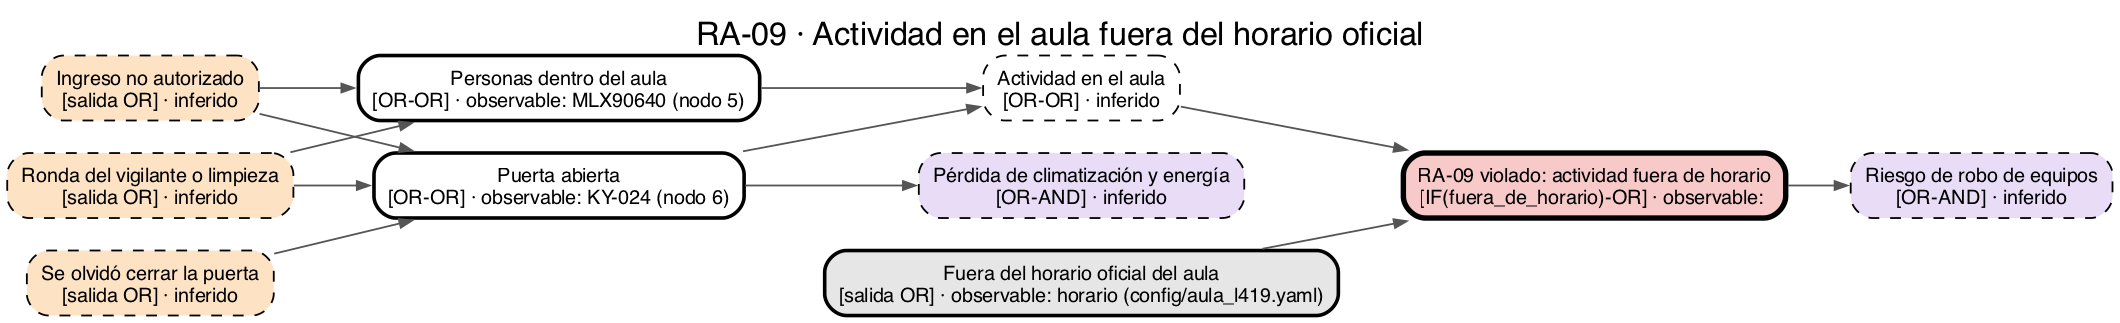 RA-09 · Actividad en el aula fuera del horario oficial
Ingreso no autorizado
[salida OR] · inferido
Personas dentro del aula
[OR-OR] · observable: MLX90640 (nodo 5)
Actividad en el aula
[OR-OR] · inferido
Ronda del vigilante o limpieza
[salida OR] · inferido
Puerta abierta
[OR-OR] · observable: KY-024 (nodo 6)
Pérdida de climatización y energía
[OR-AND] · inferido
RA-09 violado: actividad fuera de horario
[IF(fuera_de_horario)-OR] · observable:
Riesgo de robo de equipos
[OR-AND] · inferido
Se olvidó cerrar la puerta
[salida OR] · inferido
Fuera del horario oficial del aula
[salida OR] · observable: horario (config/aula_l419.yaml)